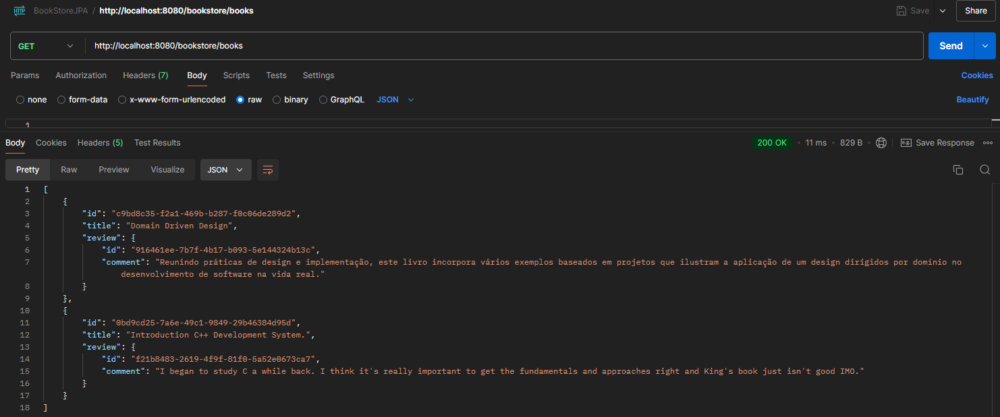 HTTP BookStoreJPA / http://localhost:8080/bookstore/books Save Share
GET http://localhost:8080/bookstore/books Send
Params Authorization Headers (7) Body Scripts Tests Settings Cookies
none form-data x-www-form-urlencoded raw binary GraphQL JSON Beautify
1
Body Cookies Headers (5) Test Results 200 OK • 11 ms • 829 B • e.g. Save Response
Pretty Raw Preview Visualize JSON
1 [
2 {
3 "id": "c9bd8c35-f2a1-469b-b287-f0c06de289d2",
4 "title": "Domain Driven Design",
5 "review": {
6 "id": "916461ee-7b7f-4b17-b093-5e144324b13c",
7 "comment": "Reunindo práticas de design e implementação, este livro incorpora vários exemplos baseados em projetos que ilustram a aplicação de um design dirigidos por domínio no
desenvolvimento de software na vida real."
8 }
9 },
10 {
11 "id": "0bd9cd25-7a6e-49c1-9849-29b46384d95d",
12 "title": "Introduction C++ Development System.",
13 "review": {
14 "id": "f21b8483-2619-4f9f-81f0-5a52e0673ca7",
15 "comment": "I began to study C a while back. I think it's really important to get the fundamentals and approaches right and King's book just isn't good IMO."
16 }
17 }
18 ]